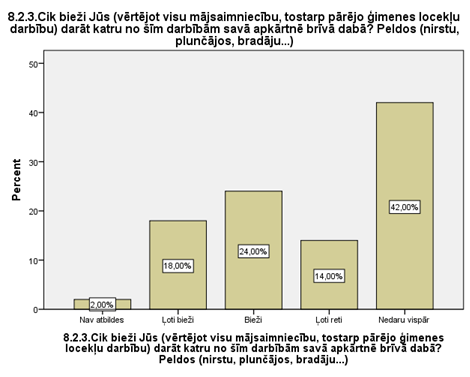 8.2.3.Cik bieži Jūs (vērtējot visu mājsaimniecību, tostarp pārējo ģimenes locekļu
darbību) darāt katru no šīm darbībām savā apkārtnē brīvā dabā? Peldos (nirstu,
plunčājos, bradāju...)
50
40
30
20
10
0
Percent
2,00%
18,00%
24,00%
14,00%
42,00%
Nav atbildes
Ļoti bieži
Bieži
Ļoti reti
Nedaru vispār
8.2.3.Cik bieži Jūs (vērtējot visu mājsaimniecību, tostarp pārējo ģimenes
locekļu darbību) darāt katru no šīm darbībām savā apkārtnē brīvā dabā?
Peldos (nirstu, plunčājos, bradāju...)